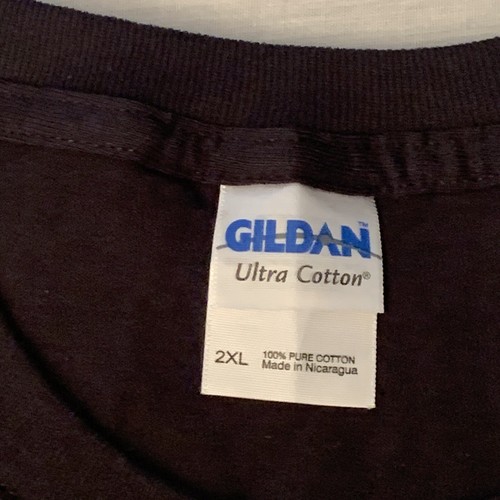 GILDAN™
Ultra Cotton®
2XL
100% PURE COTTON
Made in Nicaragua